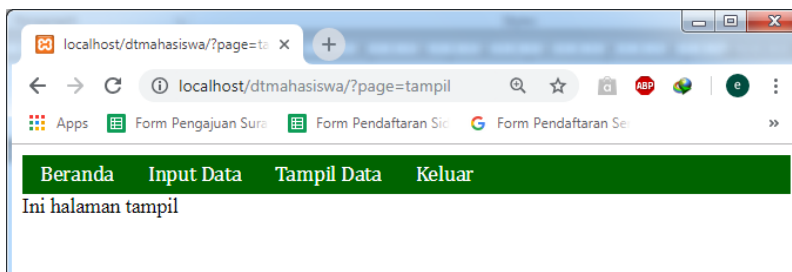 localhost/dtmahasiswa/?page=ta
localhost/dtmahasiswa/?page=tampil
ABP
e
Apps
Form Pengajuan Sura
Form Pendaftaran Sid
Form Pendaftaran Se
Beranda
Input Data
Tampil Data
Keluar
Ini halaman tampil